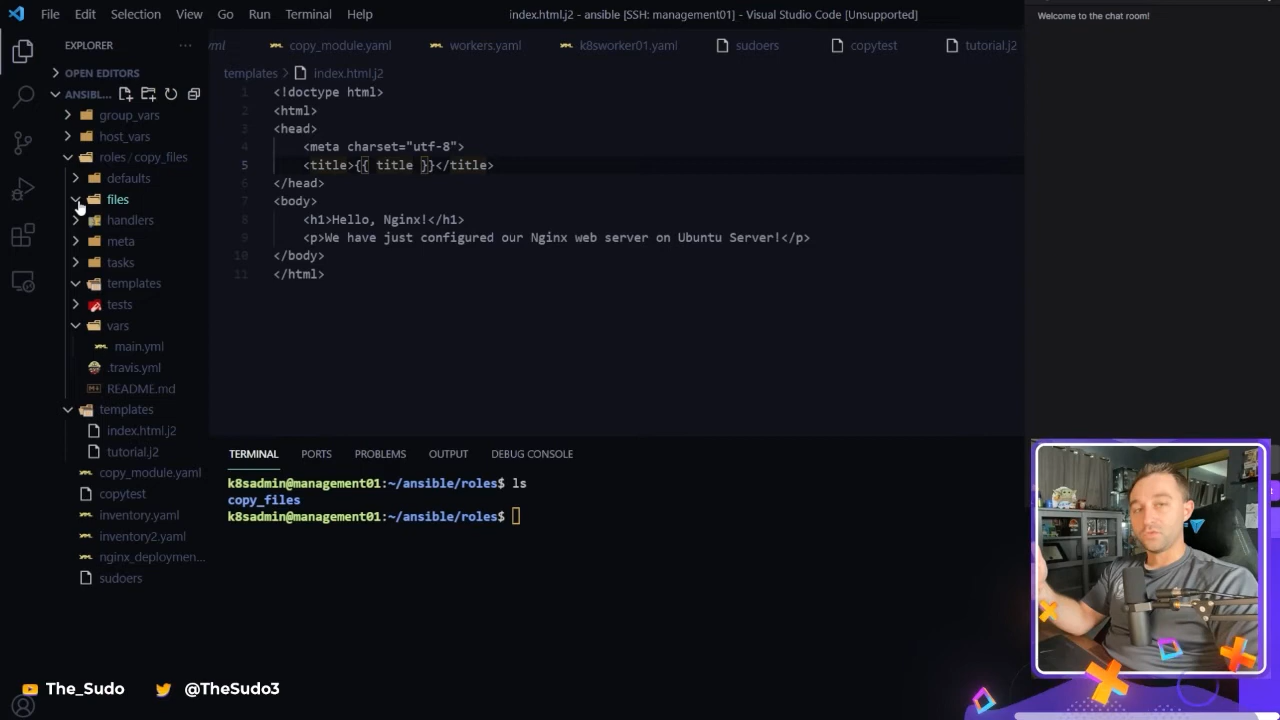 File Edit Selection View Go Run Terminal Help
index.html.j2 - ansible [SSH: management01] - Visual Studio Code [Unsupported]
Welcome to the chat room!
EXPLORER
OPEN EDITORS
ANSIBL...
group_vars
host_vars
roles / copy_files
defaults
files
handlers
meta
tasks
templates
tests
vars
main.yml
.travis.yml
README.md
templates
index.html.j2
tutorial.j2
copy_module.yaml
copytest
inventory.yaml
inventory2.yaml
nginx_deploymen...
sudoers
yml copy_module.yaml workers.yaml k8sworker01.yaml sudoers copytest tutorial.j2
templates > index.html.j2
1 <!doctype html>
2 <html>
3 <head>
4 <meta charset="utf-8">
5 <title>{{ title }}</title>
6 </head>
7 <body>
8 <h1>Hello, Nginx!</h1>
9 <p>We have just configured our Nginx web server on Ubuntu Server!</p>
10 </body>
11 </html>
TERMINAL PORTS PROBLEMS OUTPUT DEBUG CONSOLE
k8sadmin@management01:~/ansible/roles$ ls
copy_files
k8sadmin@management01:~/ansible/roles$
The_Sudo @TheSudo3